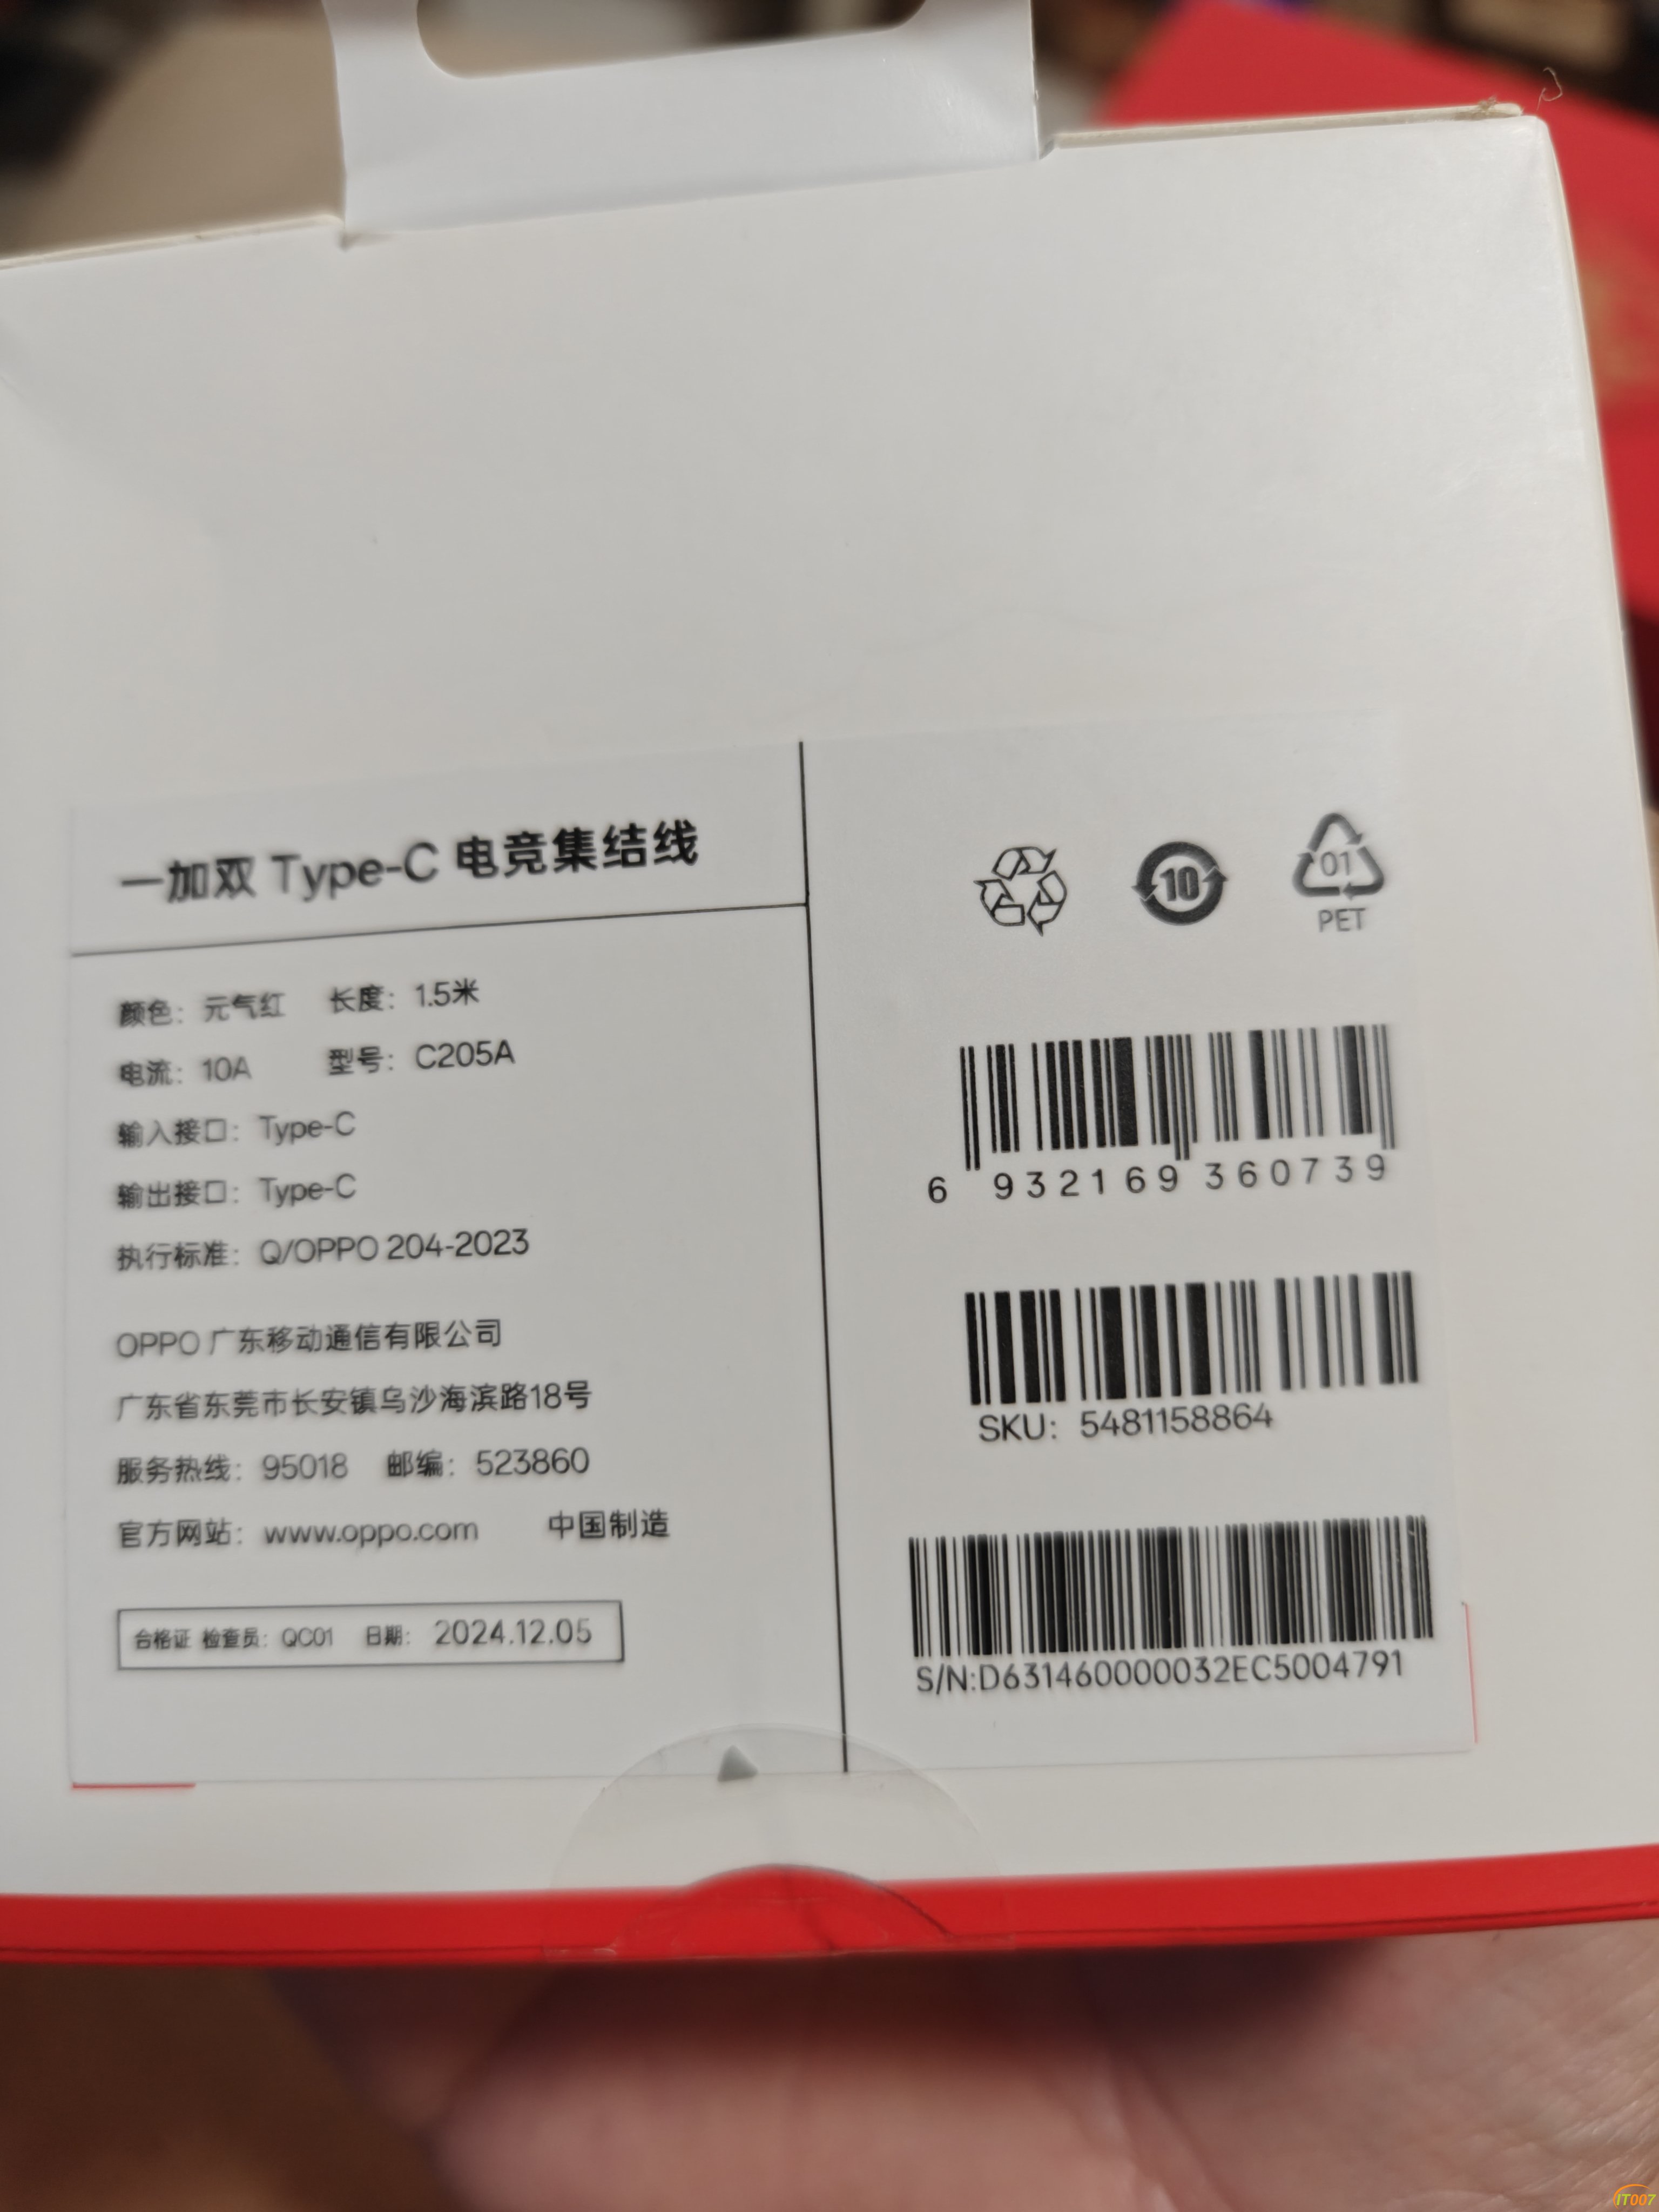 一加双 Type-C 电竞集结线
颜色：元气红 长度：1.5米
电流：10A 型号：C205A
输入接口：Type-C
输出接口：Type-C
执行标准：Q/OPPO 204-2023
OPPO 广东移动通信有限公司
广东省东莞市长安镇乌沙海滨路18号
服务热线：95018 邮编：523860
官方网站：www.oppo.com 中国制造
合格证 检查员：QC01 日期：2024.12.05
10
01
PET
6 932169 360739
SKU：5481158864
S/N:D631460000032EC5004791
IT007